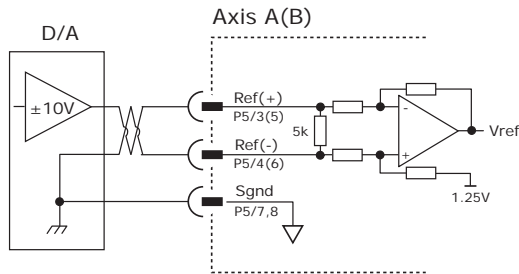 Axis A(B)
D/A
±10V
Ref(+)
P5/3(5)
5k
Ref(-)
P5/4(6)
Sgnd
P5/7,8
-
+
Vref
1.25V